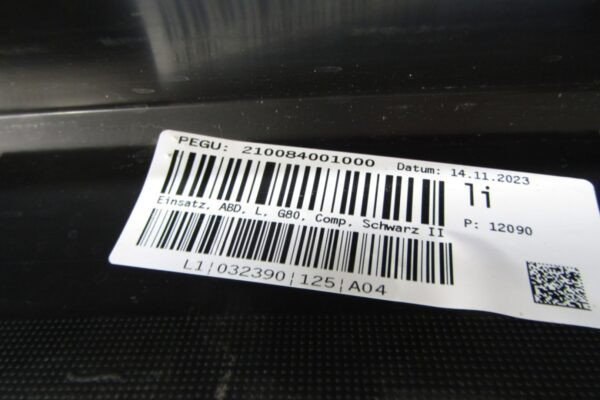 PEGU: 210084001000 Datum: 14.11.2023
li
Einsatz, ABD, L, G80, Comp, Schwarz II
P: 12090
L1|032390|125|A04